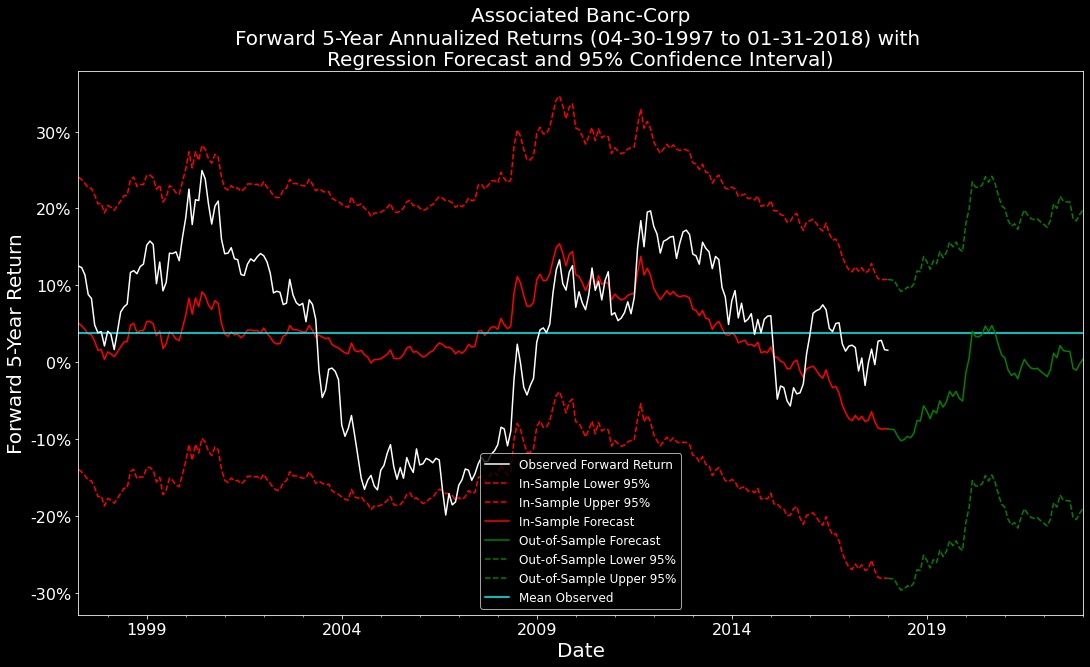 Associated Banc-Corp
Forward 5-Year Annualized Returns (04-30-1997 to 01-31-2018) with
Regression Forecast and 95% Confidence Interval)
Forward 5-Year Return
30%
20%
10%
0%
-10%
-20%
-30%
Observed Forward Return
In-Sample Lower 95%
In-Sample Upper 95%
In-Sample Forecast
Out-of-Sample Forecast
Out-of-Sample Lower 95%
Out-of-Sample Upper 95%
Mean Observed
1999
2004
2009
2014
2019
Date